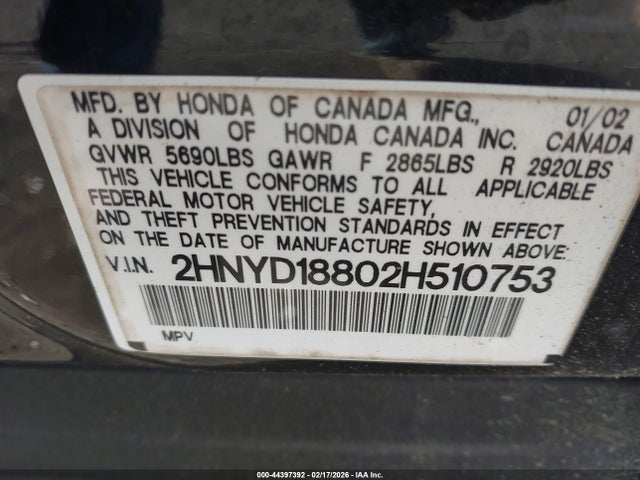 MFD. BY HONDA OF CANADA MFG., 01/02
A DIVISION OF HONDA CANADA INC. CANADA
GVWR 5690LBS GAWR F 2865LBS R 2920LBS
THIS VEHICLE CONFORMS TO ALL APPLICABLE
FEDERAL MOTOR VEHICLE SAFETY,
AND THEFT PREVENTION STANDARDS IN EFFECT
ON THE DATE OF MANUFACTURE SHOWN ABOVE.
V.I.N. 2HNYD18802H510753
MPV
000-44397392 - 02/17/2026 - IAA Inc.